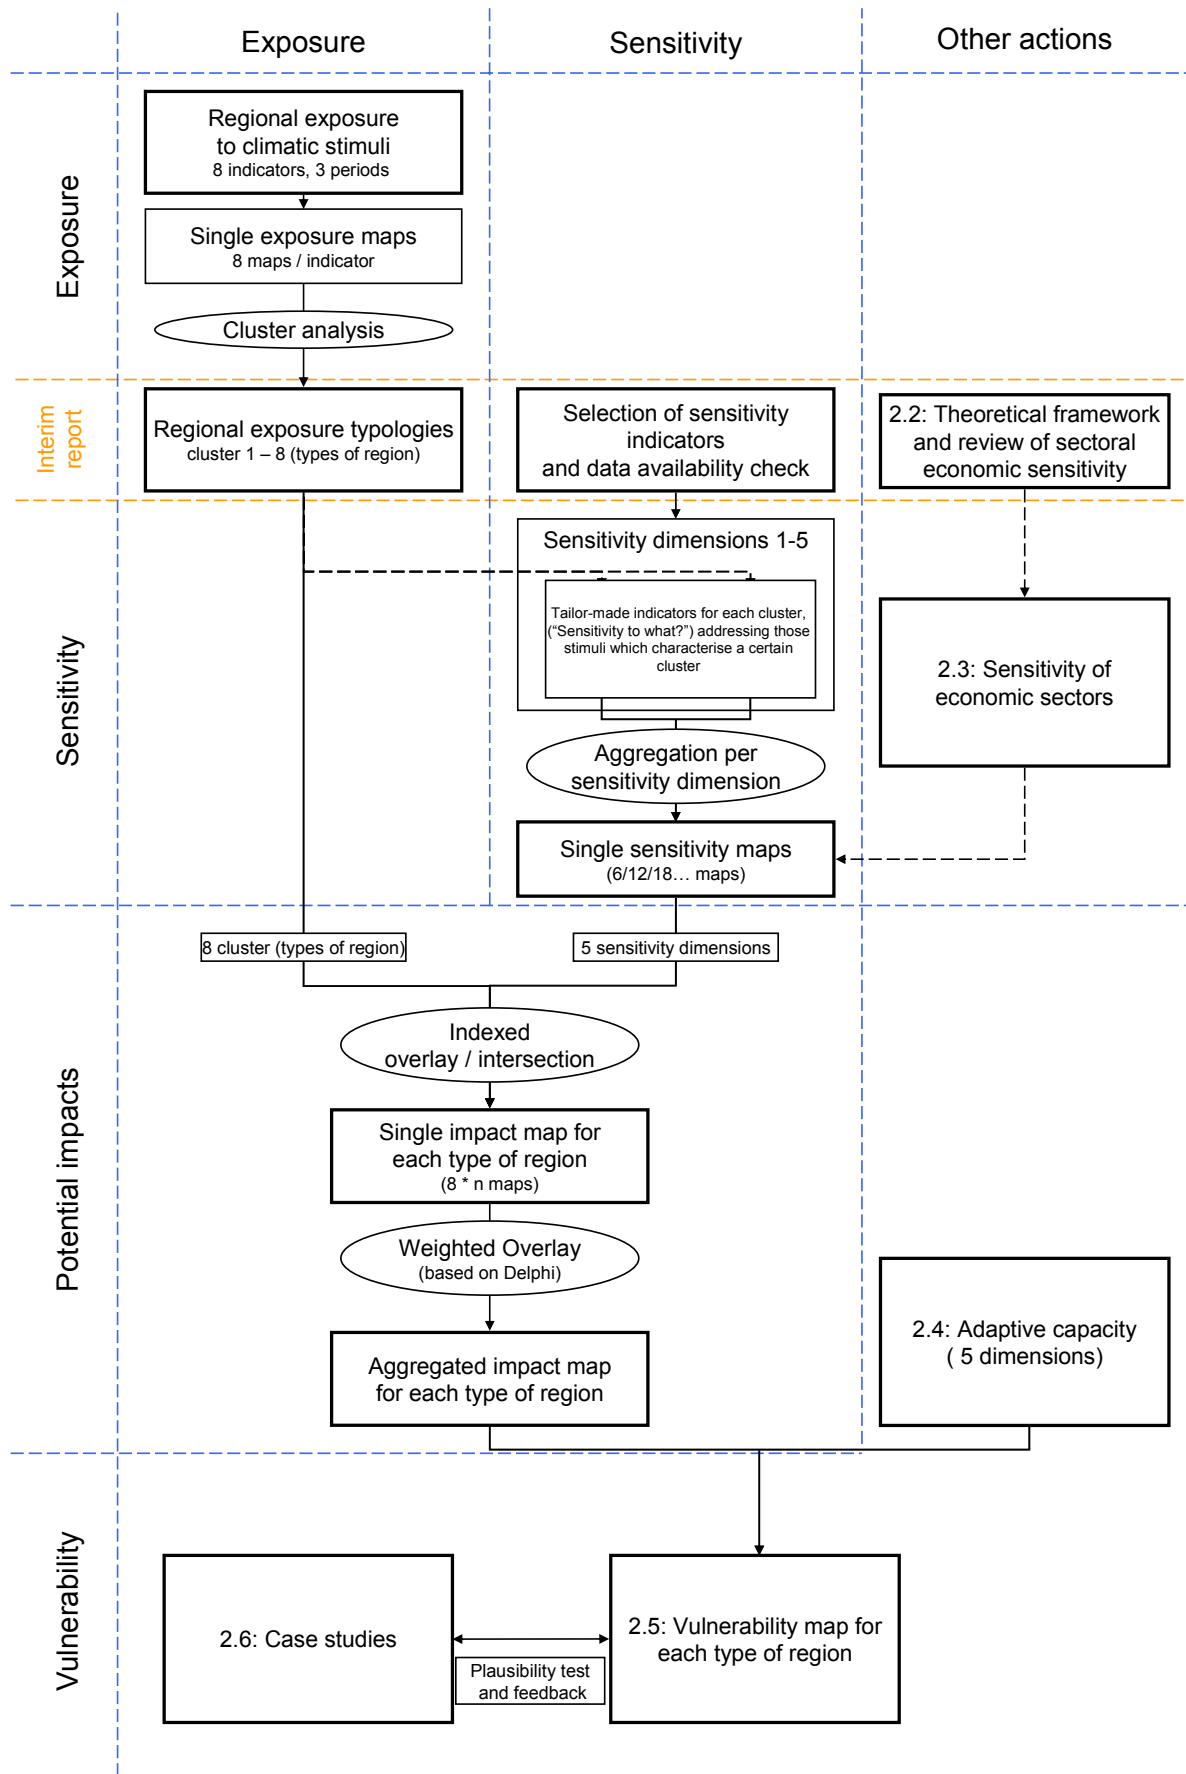 Exposure
Sensitivity
Other actions
Exposure
Regional exposure
to climatic stimuli
8 indicators, 3 periods
Single exposure maps
8 maps / indicator
Cluster analysis
Interim
report
Regional exposure typologies
cluster 1 – 8 (types of region)
Selection of sensitivity
indicators
and data availability check
2.2: Theoretical framework
and review of sectoral
economic sensitivity
Sensitivity
Sensitivity dimensions 1-5
Tailor-made indicators for each cluster,
(“Sensitivity to what?”) addressing those
stimuli which characterise a certain
cluster
2.3: Sensitivity of
economic sectors
Aggregation per
sensitivity dimension
Single sensitivity maps
(6/12/18… maps)
Potential impacts
8 cluster (types of region)
5 sensitivity dimensions
Indexed
overlay / intersection
Single impact map for
each type of region
(8 * n maps)
Weighted Overlay
(based on Delphi)
Aggregated impact map
for each type of region
2.4: Adaptive capacity
( 5 dimensions)
Vulnerability
2.6: Case studies
Plausibility test
and feedback
2.5: Vulnerability map for
each type of region